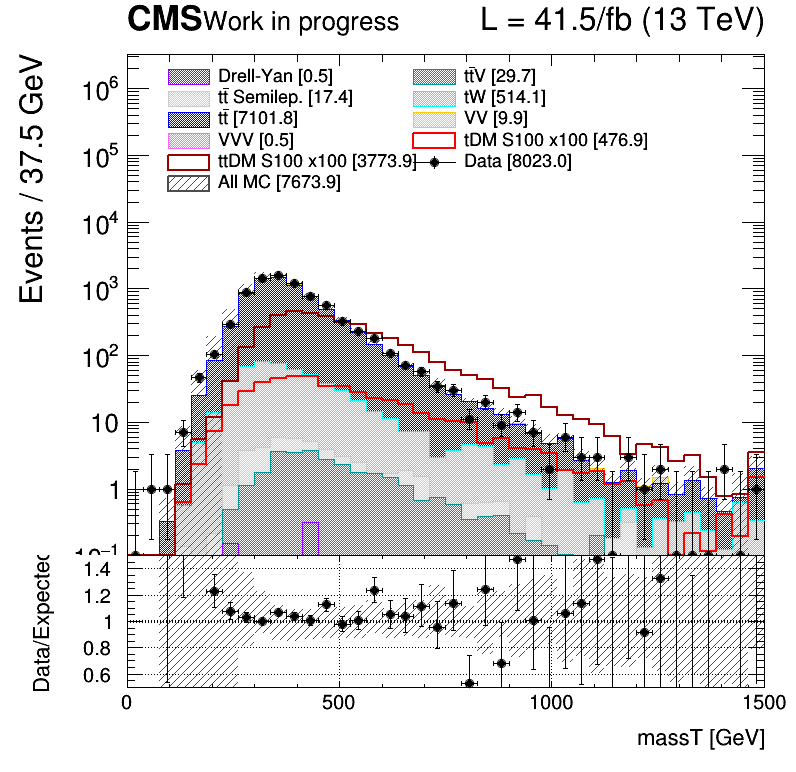 CMS Work in progress L = 41.5/fb (13 TeV)
Events / 37.5 GeV
Drell-Yan [0.5]
tt̄V [29.7]
tt̄ Semilep. [17.4]
tW [514.1]
tt̄ [7101.8]
VV [9.9]
VVV [0.5]
tDM S100 x100 [476.9]
ttDM S100 x100 [3773.9]
Data [8023.0]
All MC [7673.9]
10⁶
10⁵
10⁴
10³
10²
10
1
10⁻¹
Data/Expected
1.4
1.2
1
0.8
0.6
0 500 1000 1500
massT [GeV]